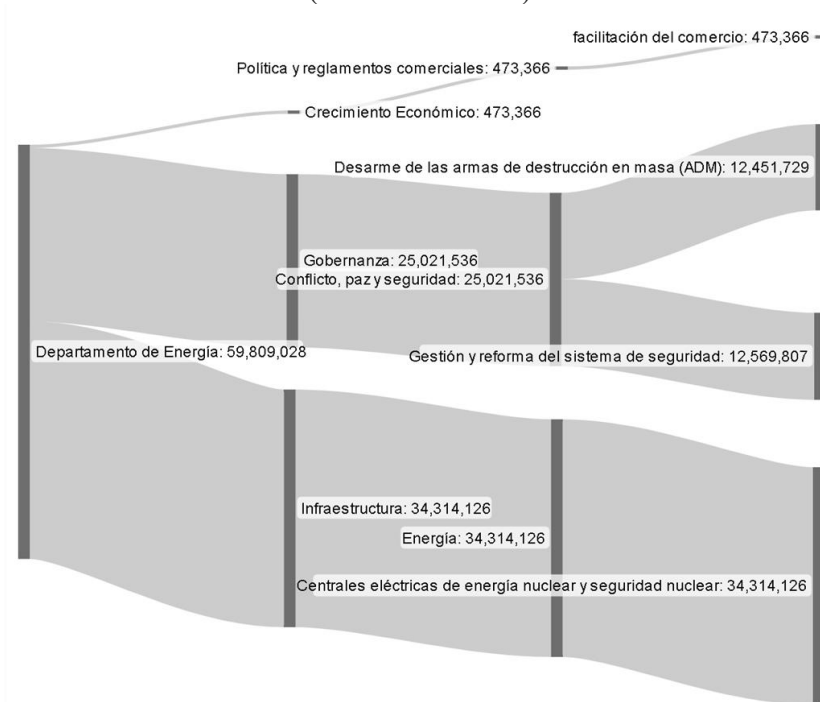 facilitación del comercio: 473,366
Política y reglamentos comerciales: 473,366
Crecimiento Económico: 473,366
Desarme de las armas de destrucción en masa (ADM): 12,451,729
Gobernanza: 25,021,536
Conflicto, paz y seguridad: 25,021,536
Departamento de Energía: 59,809,028
Gestión y reforma del sistema de seguridad: 12,569,807
Infraestructura: 34,314,126
Energía: 34,314,126
Centrales eléctricas de energía nuclear y seguridad nuclear: 34,314,126